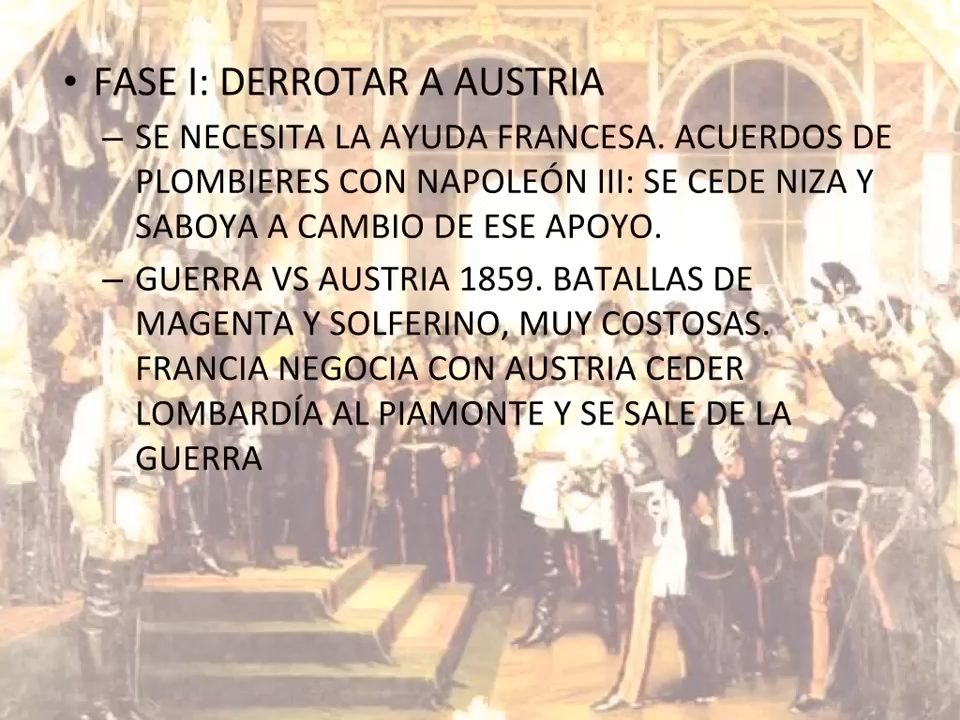 • FASE I: DERROTAR A AUSTRIA
– SE NECESITA LA AYUDA FRANCESA. ACUERDOS DE
PLOMBIERES CON NAPOLEÓN III: SE CEDE NIZA Y
SABOYA A CAMBIO DE ESE APOYO.
– GUERRA VS AUSTRIA 1859. BATALLAS DE
MAGENTA Y SOLFERINO, MUY COSTOSAS.
FRANCIA NEGOCIA CON AUSTRIA CEDER
LOMBARDÍA AL PIAMONTE Y SE SALE DE LA
GUERRA